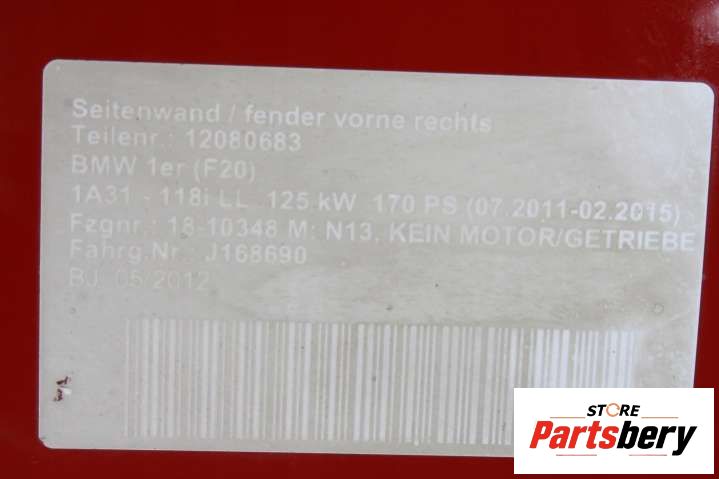 Seitenwand / fender vorne rechts
Teilenr.: 12080683
BMW 1er (F20)
1A31 - 118i LL 125 kW 170 PS (07.2011-02.2015)
Fzgnr.: 18-10348 M: N13, KEIN MOTOR/GETRIEBE
Fahrg.Nr.: J168690
BJ: 05/2012
STORE
Partsbery